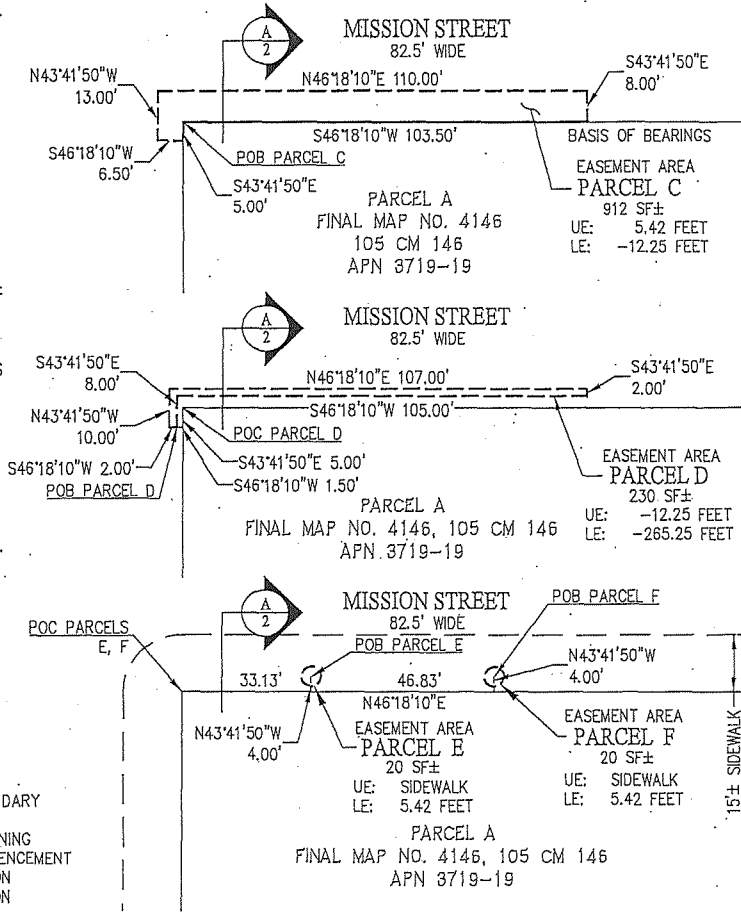 A
2
MISSION STREET
82.5' WIDE
N43°41'50"W
13.00'
N46°18'10"E 110.00'
S43°41'50"E
8.00'
S46°18'10"W 103.50'
BASIS OF BEARINGS
S46°18'10"W
6.50'
POB PARCEL C
S43°41'50"E
5.00'
EASEMENT AREA
PARCEL C
912 SF±
UE: 5.42 FEET
LE: -12.25 FEET
PARCEL A
FINAL MAP NO. 4146
105 CM 146
APN 3719-19
A
2
MISSION STREET
82.5' WIDE
S43°41'50"E
8.00'
N46°18'10"E 107.00'
S43°41'50"E
2.00'
N43°41'50"W
10.00'
S46°18'10"W 105.00'
POC PARCEL D
S46°18'10"W 2.00'
S43°41'50"E 5.00'
POB PARCEL D
S46°18'10"W 1.50'
EASEMENT AREA
PARCEL D
230 SF±
UE: -12.25 FEET
LE: -265.25 FEET
PARCEL A
FINAL MAP NO. 4146, 105 CM 146
APN 3719-19
A
2
MISSION STREET
82.5' WIDE
POB PARCEL F
POC PARCELS
E, F
POB PARCEL E
N43°41'50"W
4.00'
33.13'
46.83'
N46°18'10"E
N43°41'50"W
4.00'
EASEMENT AREA
PARCEL E
20 SF±
UE: SIDEWALK
LE: 5.42 FEET
EASEMENT AREA
PARCEL F
20 SF±
UE: SIDEWALK
LE: 5.42 FEET
15'± SIDEWALK
PARCEL A
FINAL MAP NO. 4146, 105 CM 146
APN 3719-19
DARY
NING
ENCEMENT
ON
ON